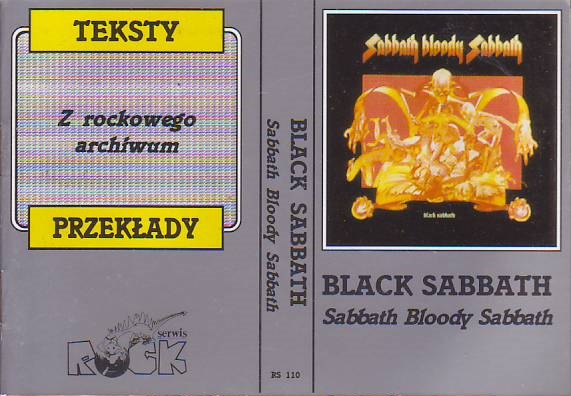 TEKSTY
Z rockowego
archiwum
PRZEKŁADY
serwis
ROCK
BLACK SABBATH
Sabbath Bloody Sabbath
RS 110
Sabbath bloody Sabbath
black sabbath
BLACK SABBATH
Sabbath Bloody Sabbath